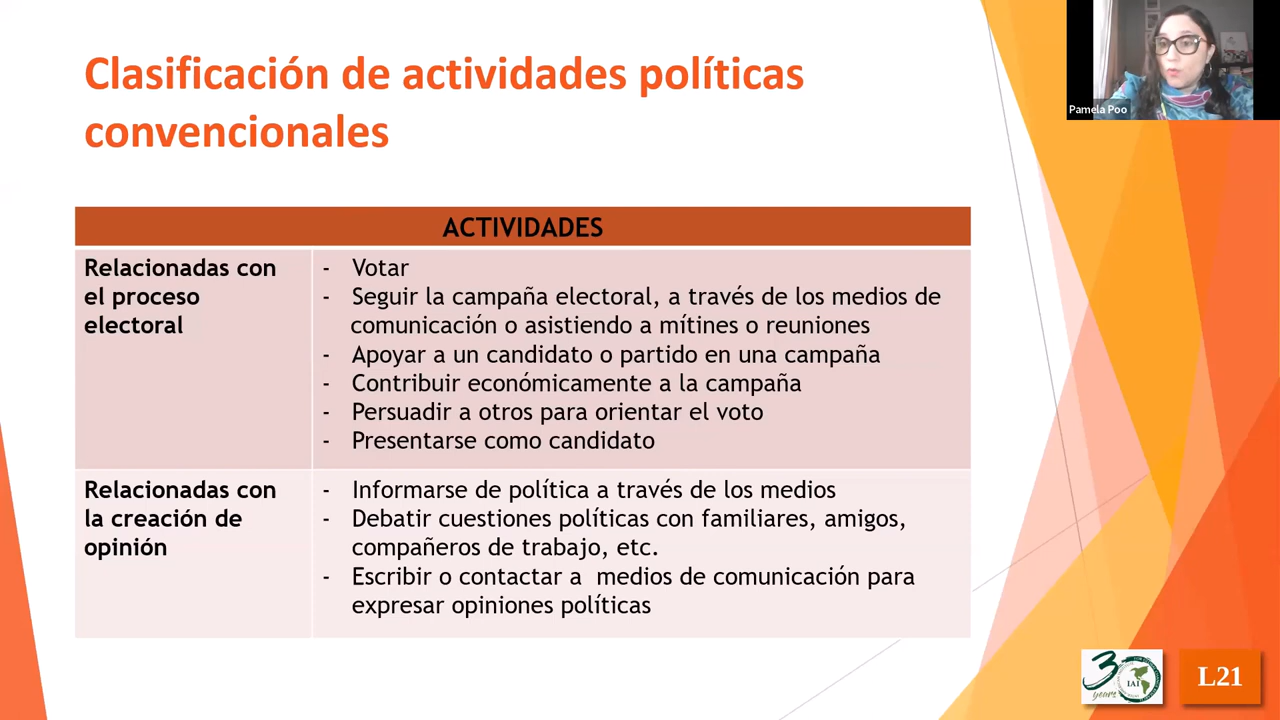 Clasificación de actividades políticas
convencionales
Pamela Poo
ACTIVIDADES
Relacionadas con
el proceso
electoral
- Votar
- Seguir la campaña electoral, a través de los medios de
comunicación o asistiendo a mítines o reuniones
- Apoyar a un candidato o partido en una campaña
- Contribuir económicamente a la campaña
- Persuadir a otros para orientar el voto
- Presentarse como candidato
Relacionadas con
la creación de
opinión
- Informarse de política a través de los medios
- Debatir cuestiones políticas con familiares, amigos,
compañeros de trabajo, etc.
- Escribir o contactar a  medios de comunicación para
expresar opiniones políticas
30
years
IAI
L21